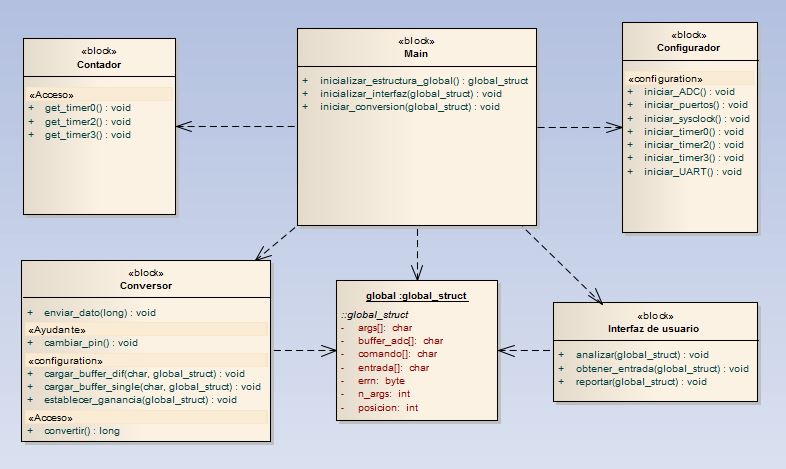 «block»
Contador
«Acceso»
+ get_timer0() : void
+ get_timer2() : void
+ get_timer3() : void
«block»
Main
+ inicializar_estructura_global() : global_struct
+ inicializar_interfaz(global_struct) : void
+ iniciar_conversion(global_struct) : void
«block»
Configurador
«configuration»
+ iniciar_ADC() : void
+ iniciar_puertos() : void
+ iniciar_sysclock() : void
+ iniciar_timer0() : void
+ iniciar_timer2() : void
+ iniciar_timer3() : void
+ iniciar_UART() : void
«block»
Conversor
+ enviar_dato(long) : void
«Ayudante»
+ cambiar_pin() : void
«configuration»
+ cargar_buffer_dif(char, global_struct) : void
+ cargar_buffer_single(char, global_struct) : void
+ establecer_ganancia(global_struct) : void
«Acceso»
+ convertir() : long
global :global_struct
::global_struct
- args[]: char
- buffer_adc[]: char
- comando[]: char
- entrada[]: char
- errn: byte
- n_args: int
- posicion: int
«block»
Interfaz de usuario
+ analizar(global_struct) : void
+ obtener_entrada(global_struct) : void
+ reportar(global_struct) : void